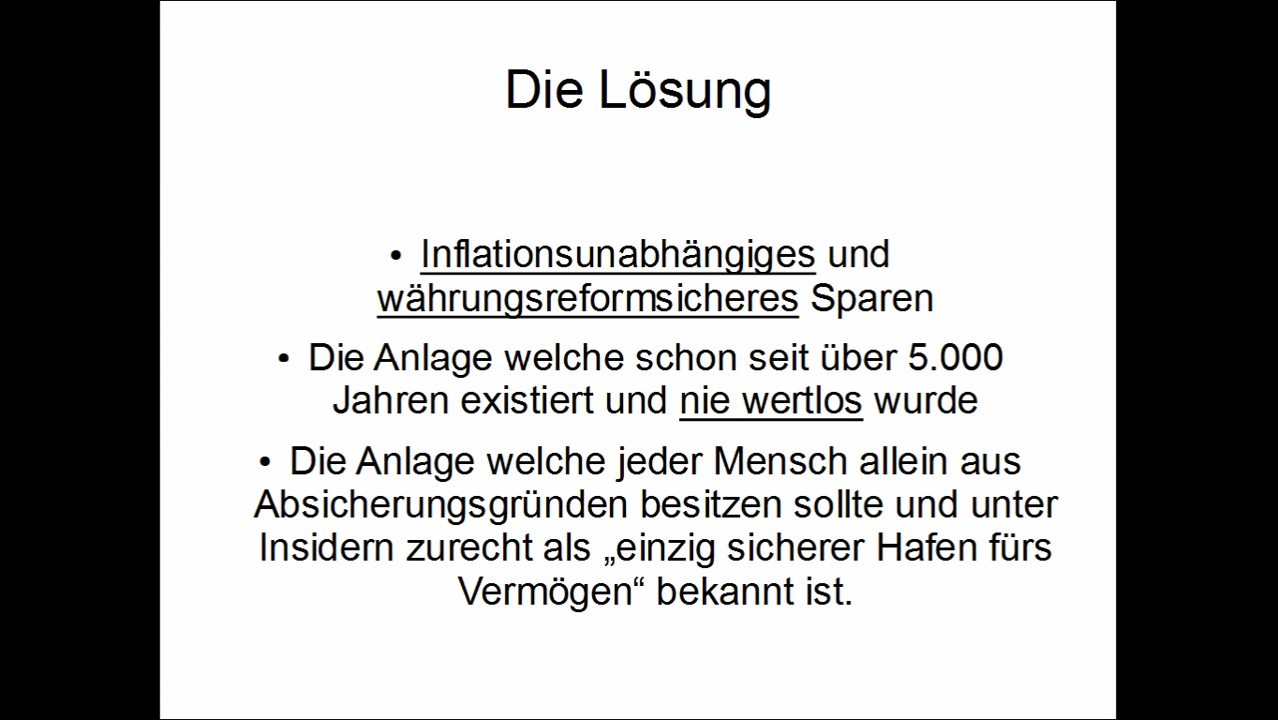 Die Lösung
• Inflationsunabhängiges und
währungsreformsicheres Sparen
• Die Anlage welche schon seit über 5.000
Jahren existiert und nie wertlos wurde
• Die Anlage welche jeder Mensch allein aus
Absicherungsgründen besitzen sollte und unter
Insidern zurecht als „einzig sicherer Hafen fürs
Vermögen“ bekannt ist.